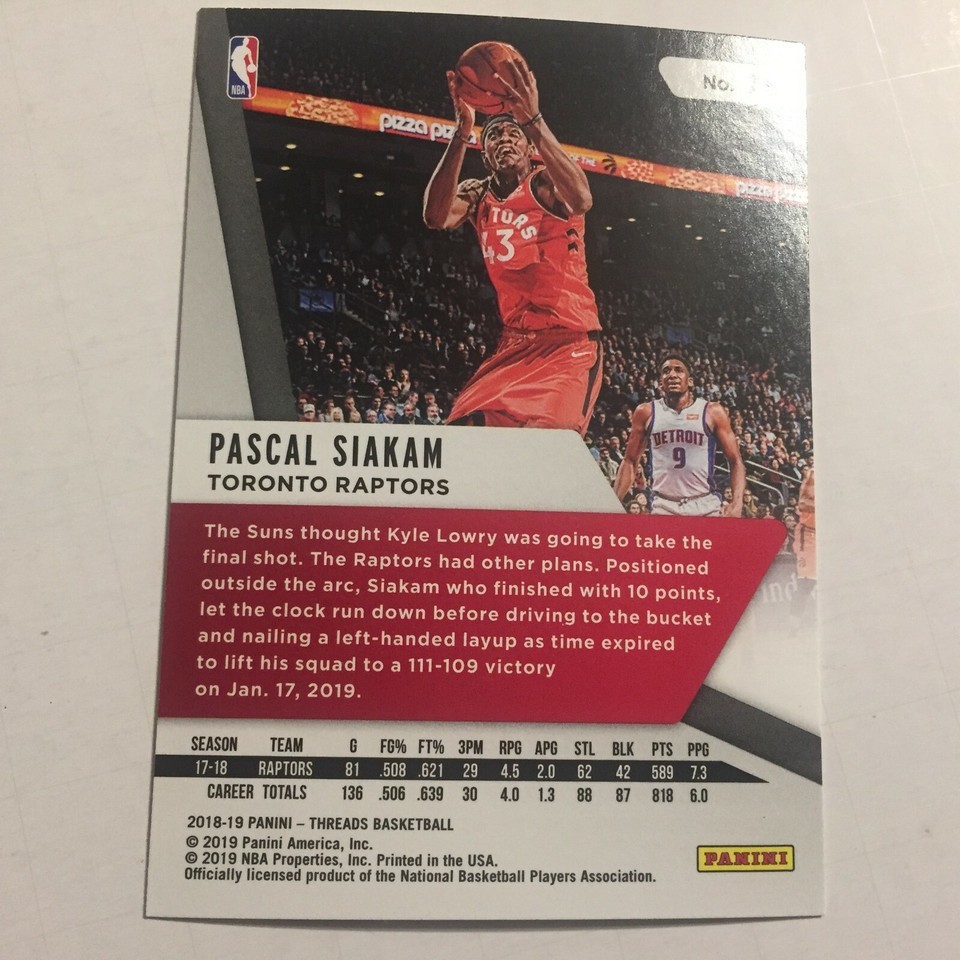 NBA
No.
pizza
pizza pizza
OF THE
TORS
43
DETROIT
9
PASCAL SIAKAM
TORONTO RAPTORS
The Suns thought Kyle Lowry was going to take the
final shot. The Raptors had other plans. Positioned
outside the arc, Siakam who finished with 10 points,
let the clock run down before driving to the bucket
and nailing a left-handed layup as time expired
to lift his squad to a 111-109 victory
on Jan. 17, 2019.
SEASON TEAM G FG% FT% 3PM RPG APG STL BLK PTS PPG
17-18 RAPTORS 81 .508 .621 29 4.5 2.0 62 42 589 7.3
CAREER TOTALS 136 .506 .639 30 4.0 1.3 88 87 818 6.0
2018-19 PANINI – THREADS BASKETBALL
© 2019 Panini America, Inc.
© 2019 NBA Properties, Inc. Printed in the USA.
Officially licensed product of the National Basketball Players Association.
PANINI